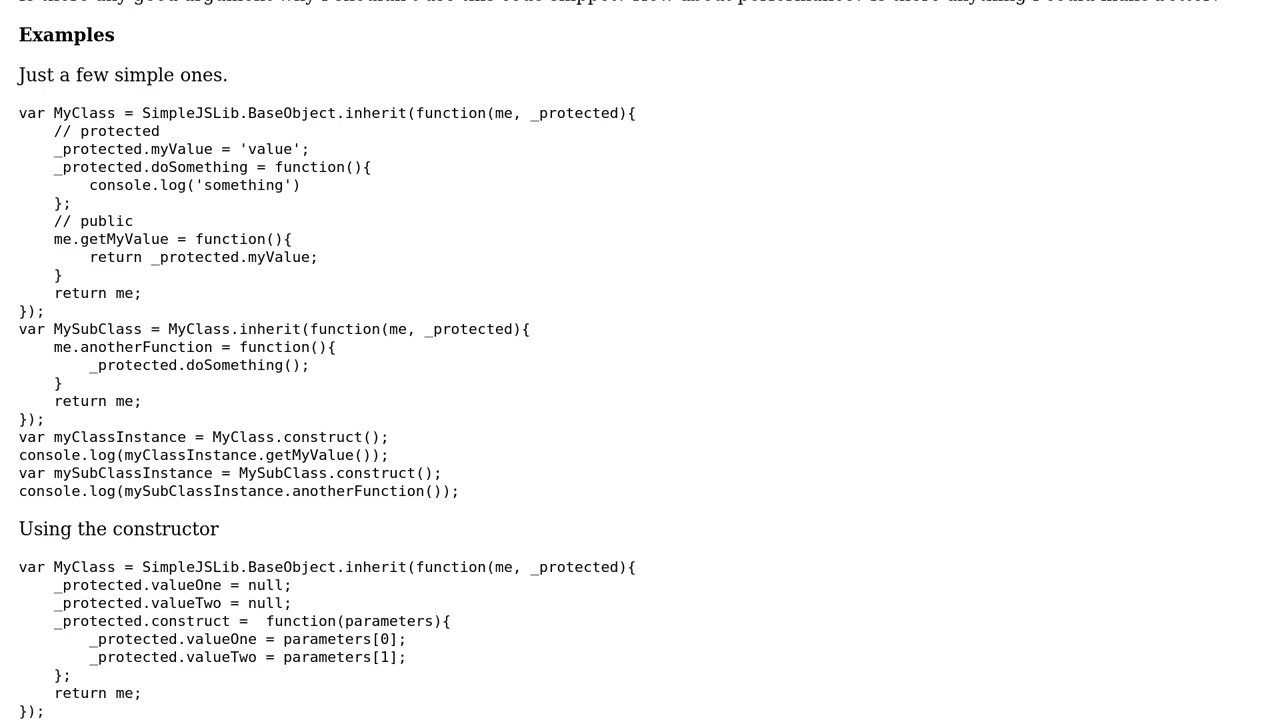 Examples
Just a few simple ones.
var MyClass = SimpleJSLib.BaseObject.inherit(function(me, _protected){
    // protected
    _protected.myValue = 'value';
    _protected.doSomething = function(){
        console.log('something')
    };
    // public
    me.getMyValue = function(){
        return _protected.myValue;
    }
    return me;
});
var MySubClass = MyClass.inherit(function(me, _protected){
    me.anotherFunction = function(){
        _protected.doSomething();
    }
    return me;
});
var myClassInstance = MyClass.construct();
console.log(myClassInstance.getMyValue());
var mySubClassInstance = MySubClass.construct();
console.log(mySubClassInstance.anotherFunction());
Using the constructor
var MyClass = SimpleJSLib.BaseObject.inherit(function(me, _protected){
    _protected.valueOne = null;
    _protected.valueTwo = null;
    _protected.construct =  function(parameters){
        _protected.valueOne = parameters[0];
        _protected.valueTwo = parameters[1];
    };
    return me;
});